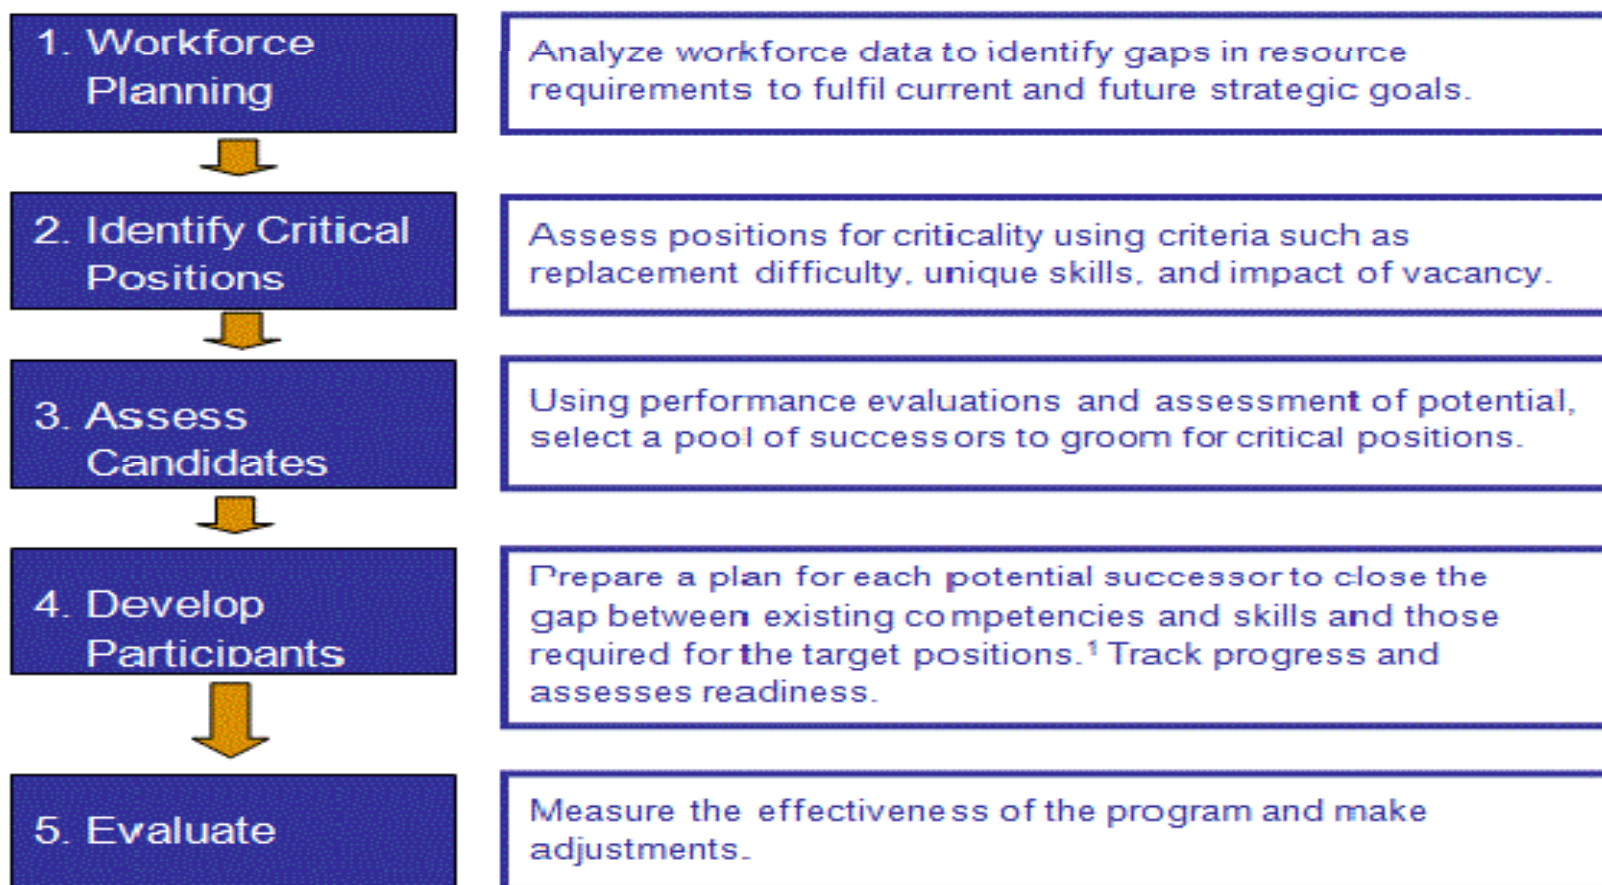 1. Workforce
Planning
Analyze workforce data to identify gaps in resource
requirements to fulfil current and future strategic goals.
2. Identify Critical
Positions
Assess positions for criticality using criteria such as
replacement difficulty, unique skills, and impact of vacancy.
3. Assess
Candidates
Using performance evaluations and assessment of potential,
select a pool of successors to groom for critical positions.
4. Develop
Participants
Prepare a plan for each potential successor to close the
gap between existing competencies and skills and those
required for the target positions.¹ Track progress and
assesses readiness.
5. Evaluate
Measure the effectiveness of the program and make
adjustments.